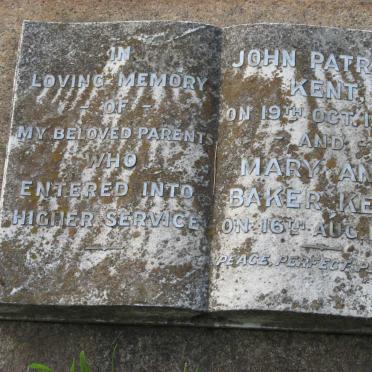 IN
LOVING MEMORY
- OF -
MY BELOVED PARENTS
WHO
ENTERED INTO
HIGHER SERVICE
JOHN PATR
KENT
ON 19TH OCT. 1
- AND -
MARY AN
BAKER KE
ON 16TH AUG.
PEACE, PERFECT